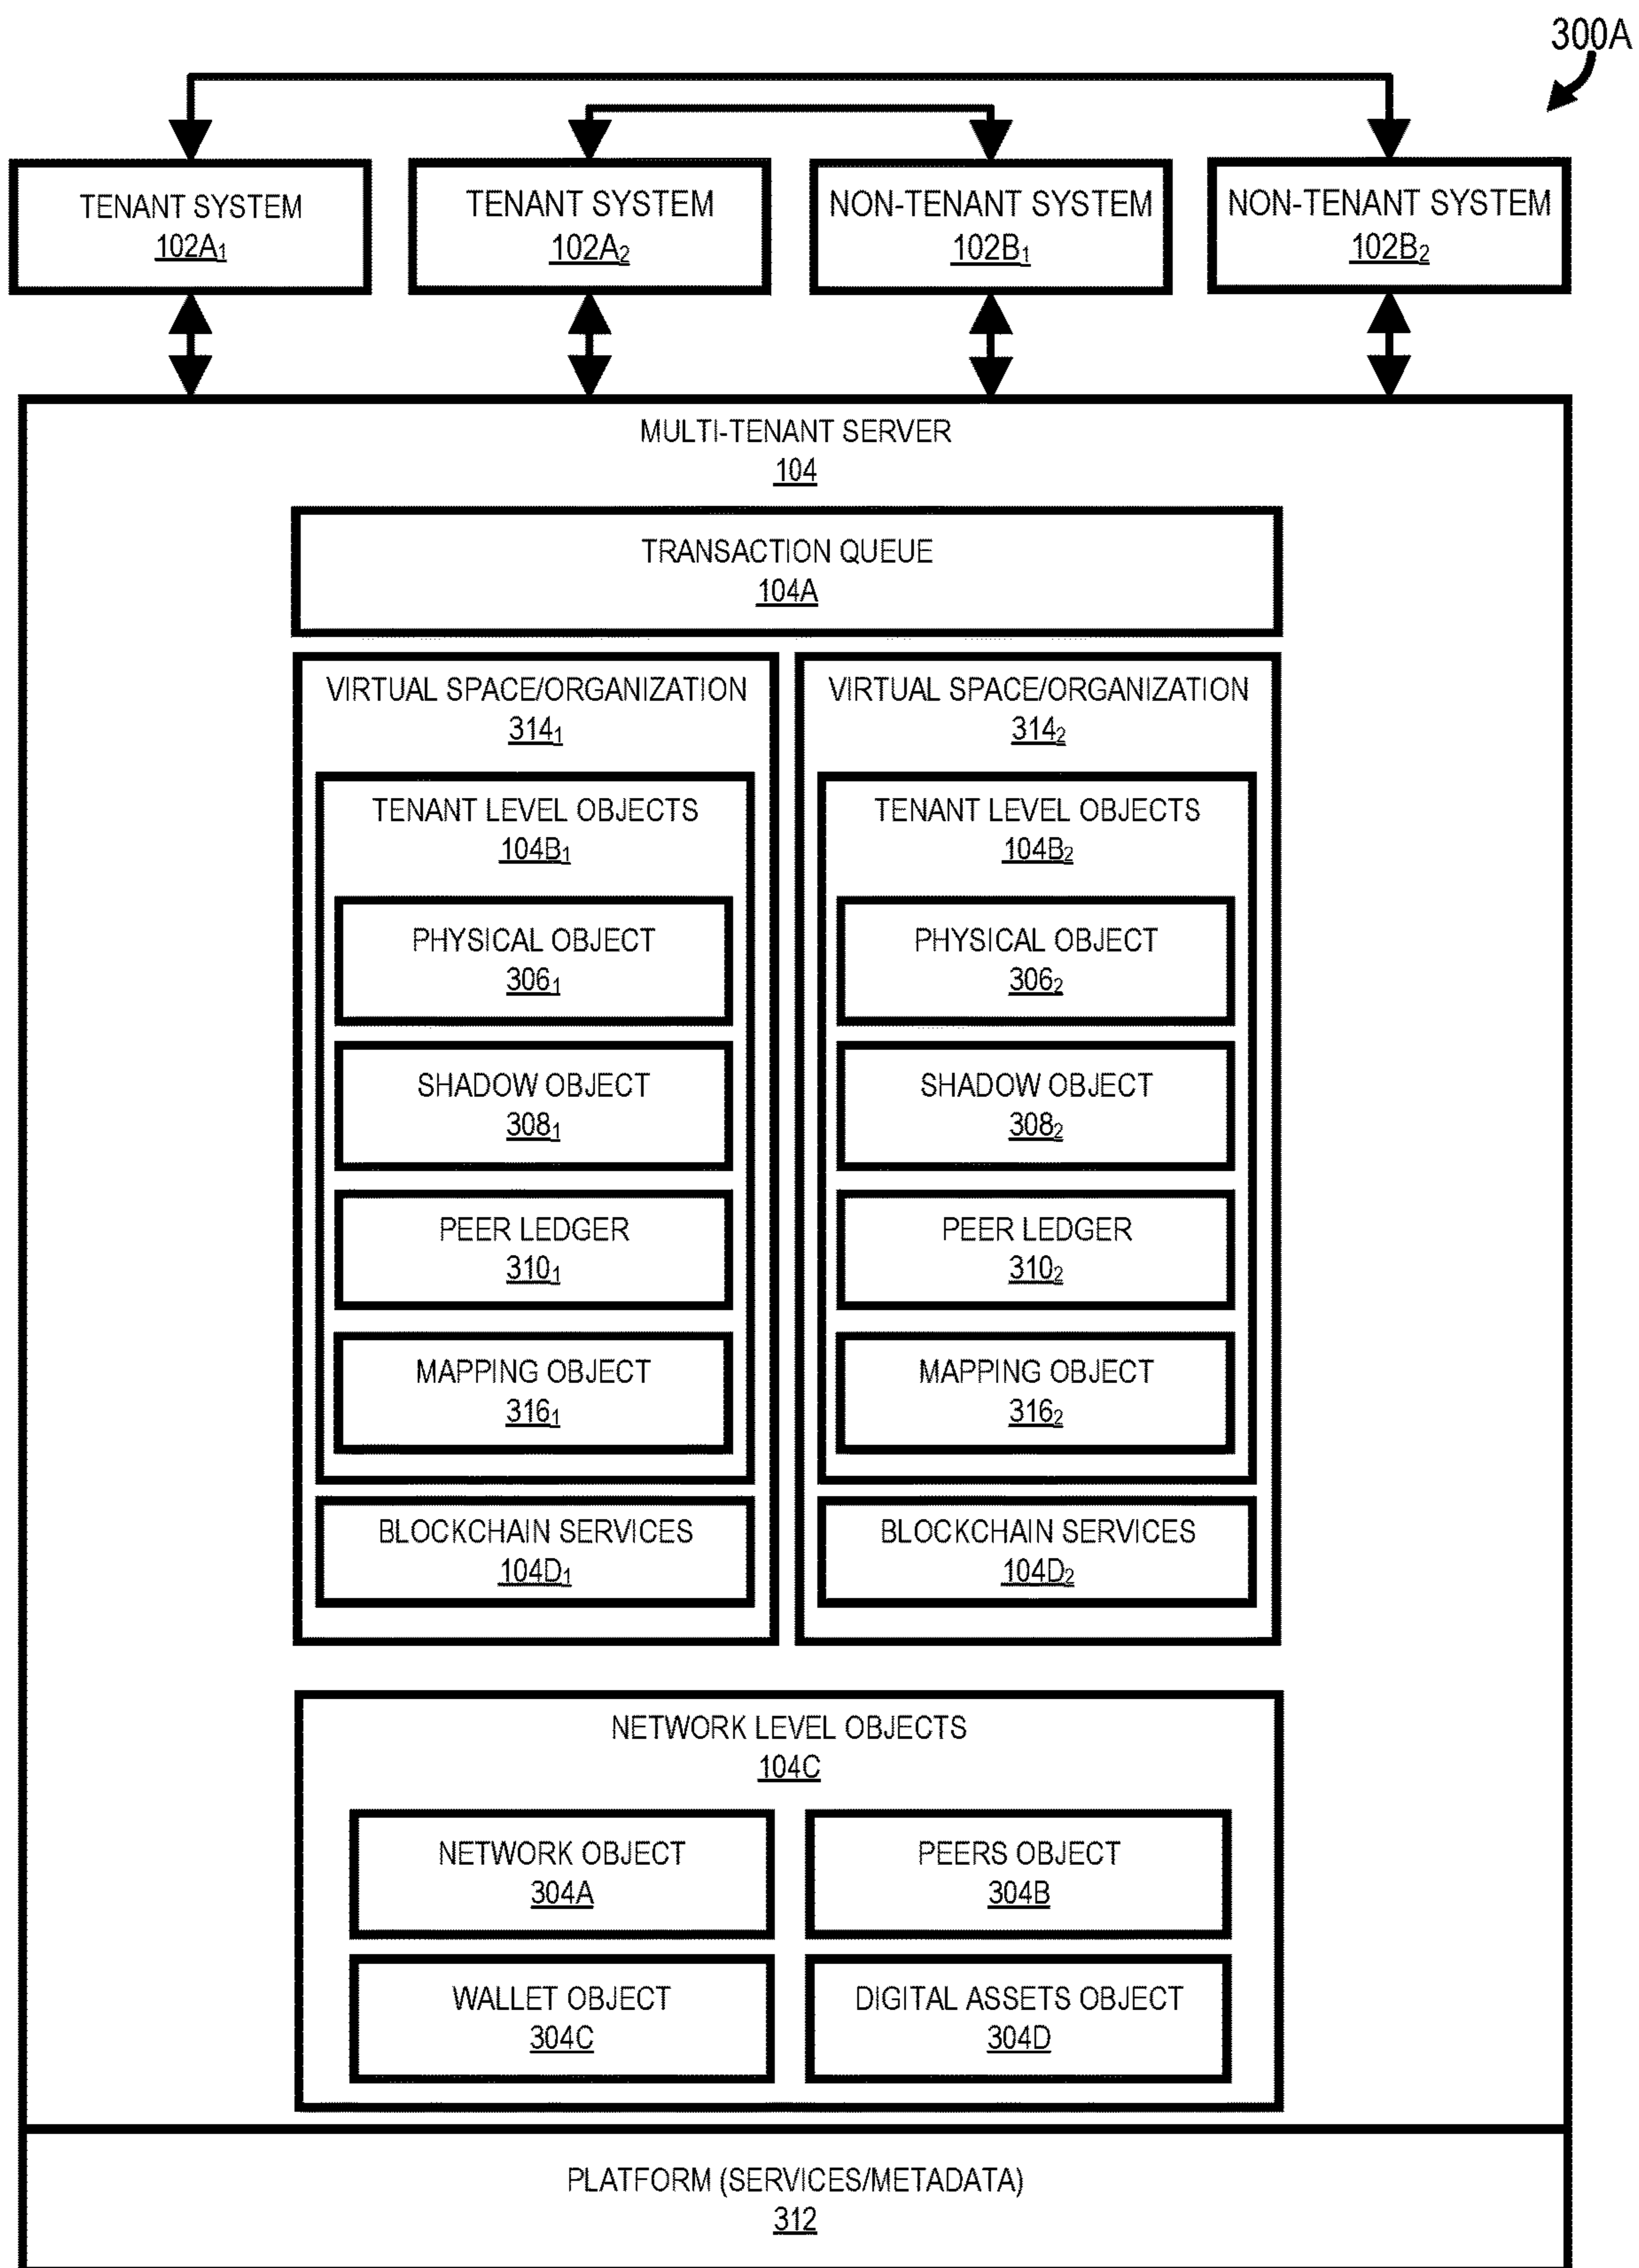 300A
TENANT SYSTEM
102A₁
TENANT SYSTEM
102A₂
NON-TENANT SYSTEM
102B₁
NON-TENANT SYSTEM
102B₂
MULTI-TENANT SERVER
104
TRANSACTION QUEUE
104A
VIRTUAL SPACE/ORGANIZATION
314₁
TENANT LEVEL OBJECTS
104B₁
PHYSICAL OBJECT
306₁
SHADOW OBJECT
308₁
PEER LEDGER
310₁
MAPPING OBJECT
316₁
BLOCKCHAIN SERVICES
104D₁
VIRTUAL SPACE/ORGANIZATION
314₂
TENANT LEVEL OBJECTS
104B₂
PHYSICAL OBJECT
306₂
SHADOW OBJECT
308₂
PEER LEDGER
310₂
MAPPING OBJECT
316₂
BLOCKCHAIN SERVICES
104D₂
NETWORK LEVEL OBJECTS
104C
NETWORK OBJECT
304A
PEERS OBJECT
304B
WALLET OBJECT
304C
DIGITAL ASSETS OBJECT
304D
PLATFORM (SERVICES/METADATA)
312